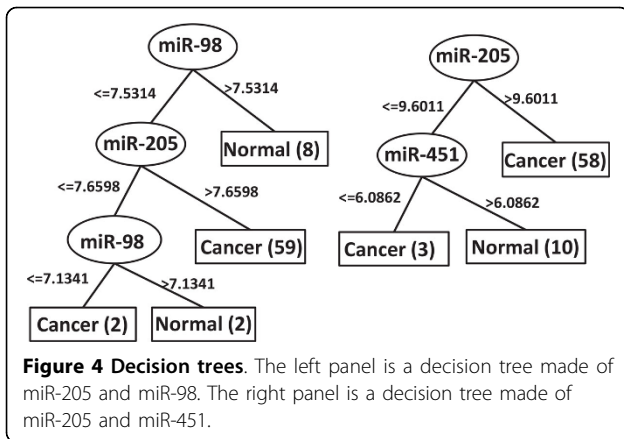 miR-98
<=7.5314
>7.5314
miR-205
Normal (8)
<=7.6598
>7.6598
miR-98
Cancer (59)
<=7.1341
>7.1341
Cancer (2)
Normal (2)
miR-205
<=9.6011
>9.6011
miR-451
Cancer (58)
<=6.0862
>6.0862
Cancer (3)
Normal (10)
Figure 4 Decision trees. The left panel is a decision tree made of
miR-205 and miR-98. The right panel is a decision tree made of
miR-205 and miR-451.